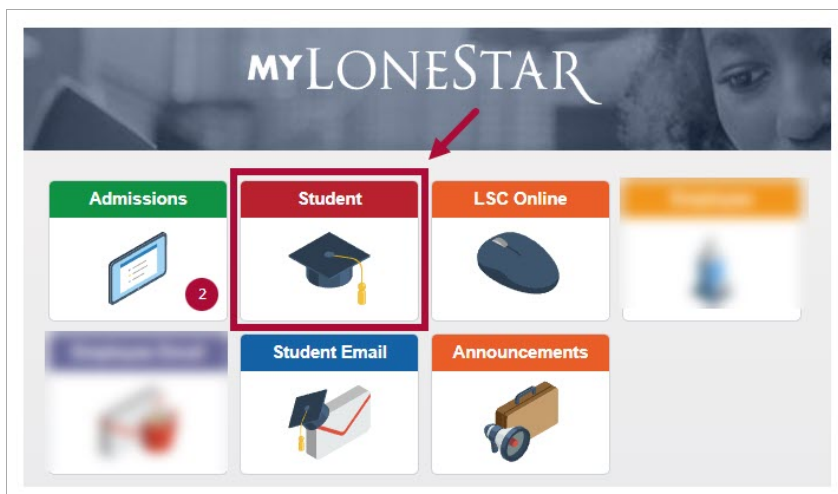 MYLONESTAR
Admissions
Student
LSC Online
2
Student Email
Announcements